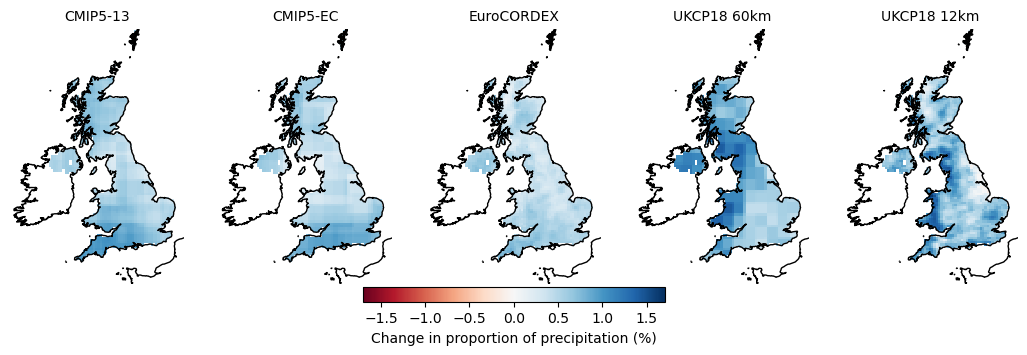 CMIP5-13 CMIP5-EC EuroCORDEX UKCP18 60km UKCP18 12km
−1.5 −1.0 −0.5 0.0 0.5 1.0 1.5
Change in proportion of precipitation (%)